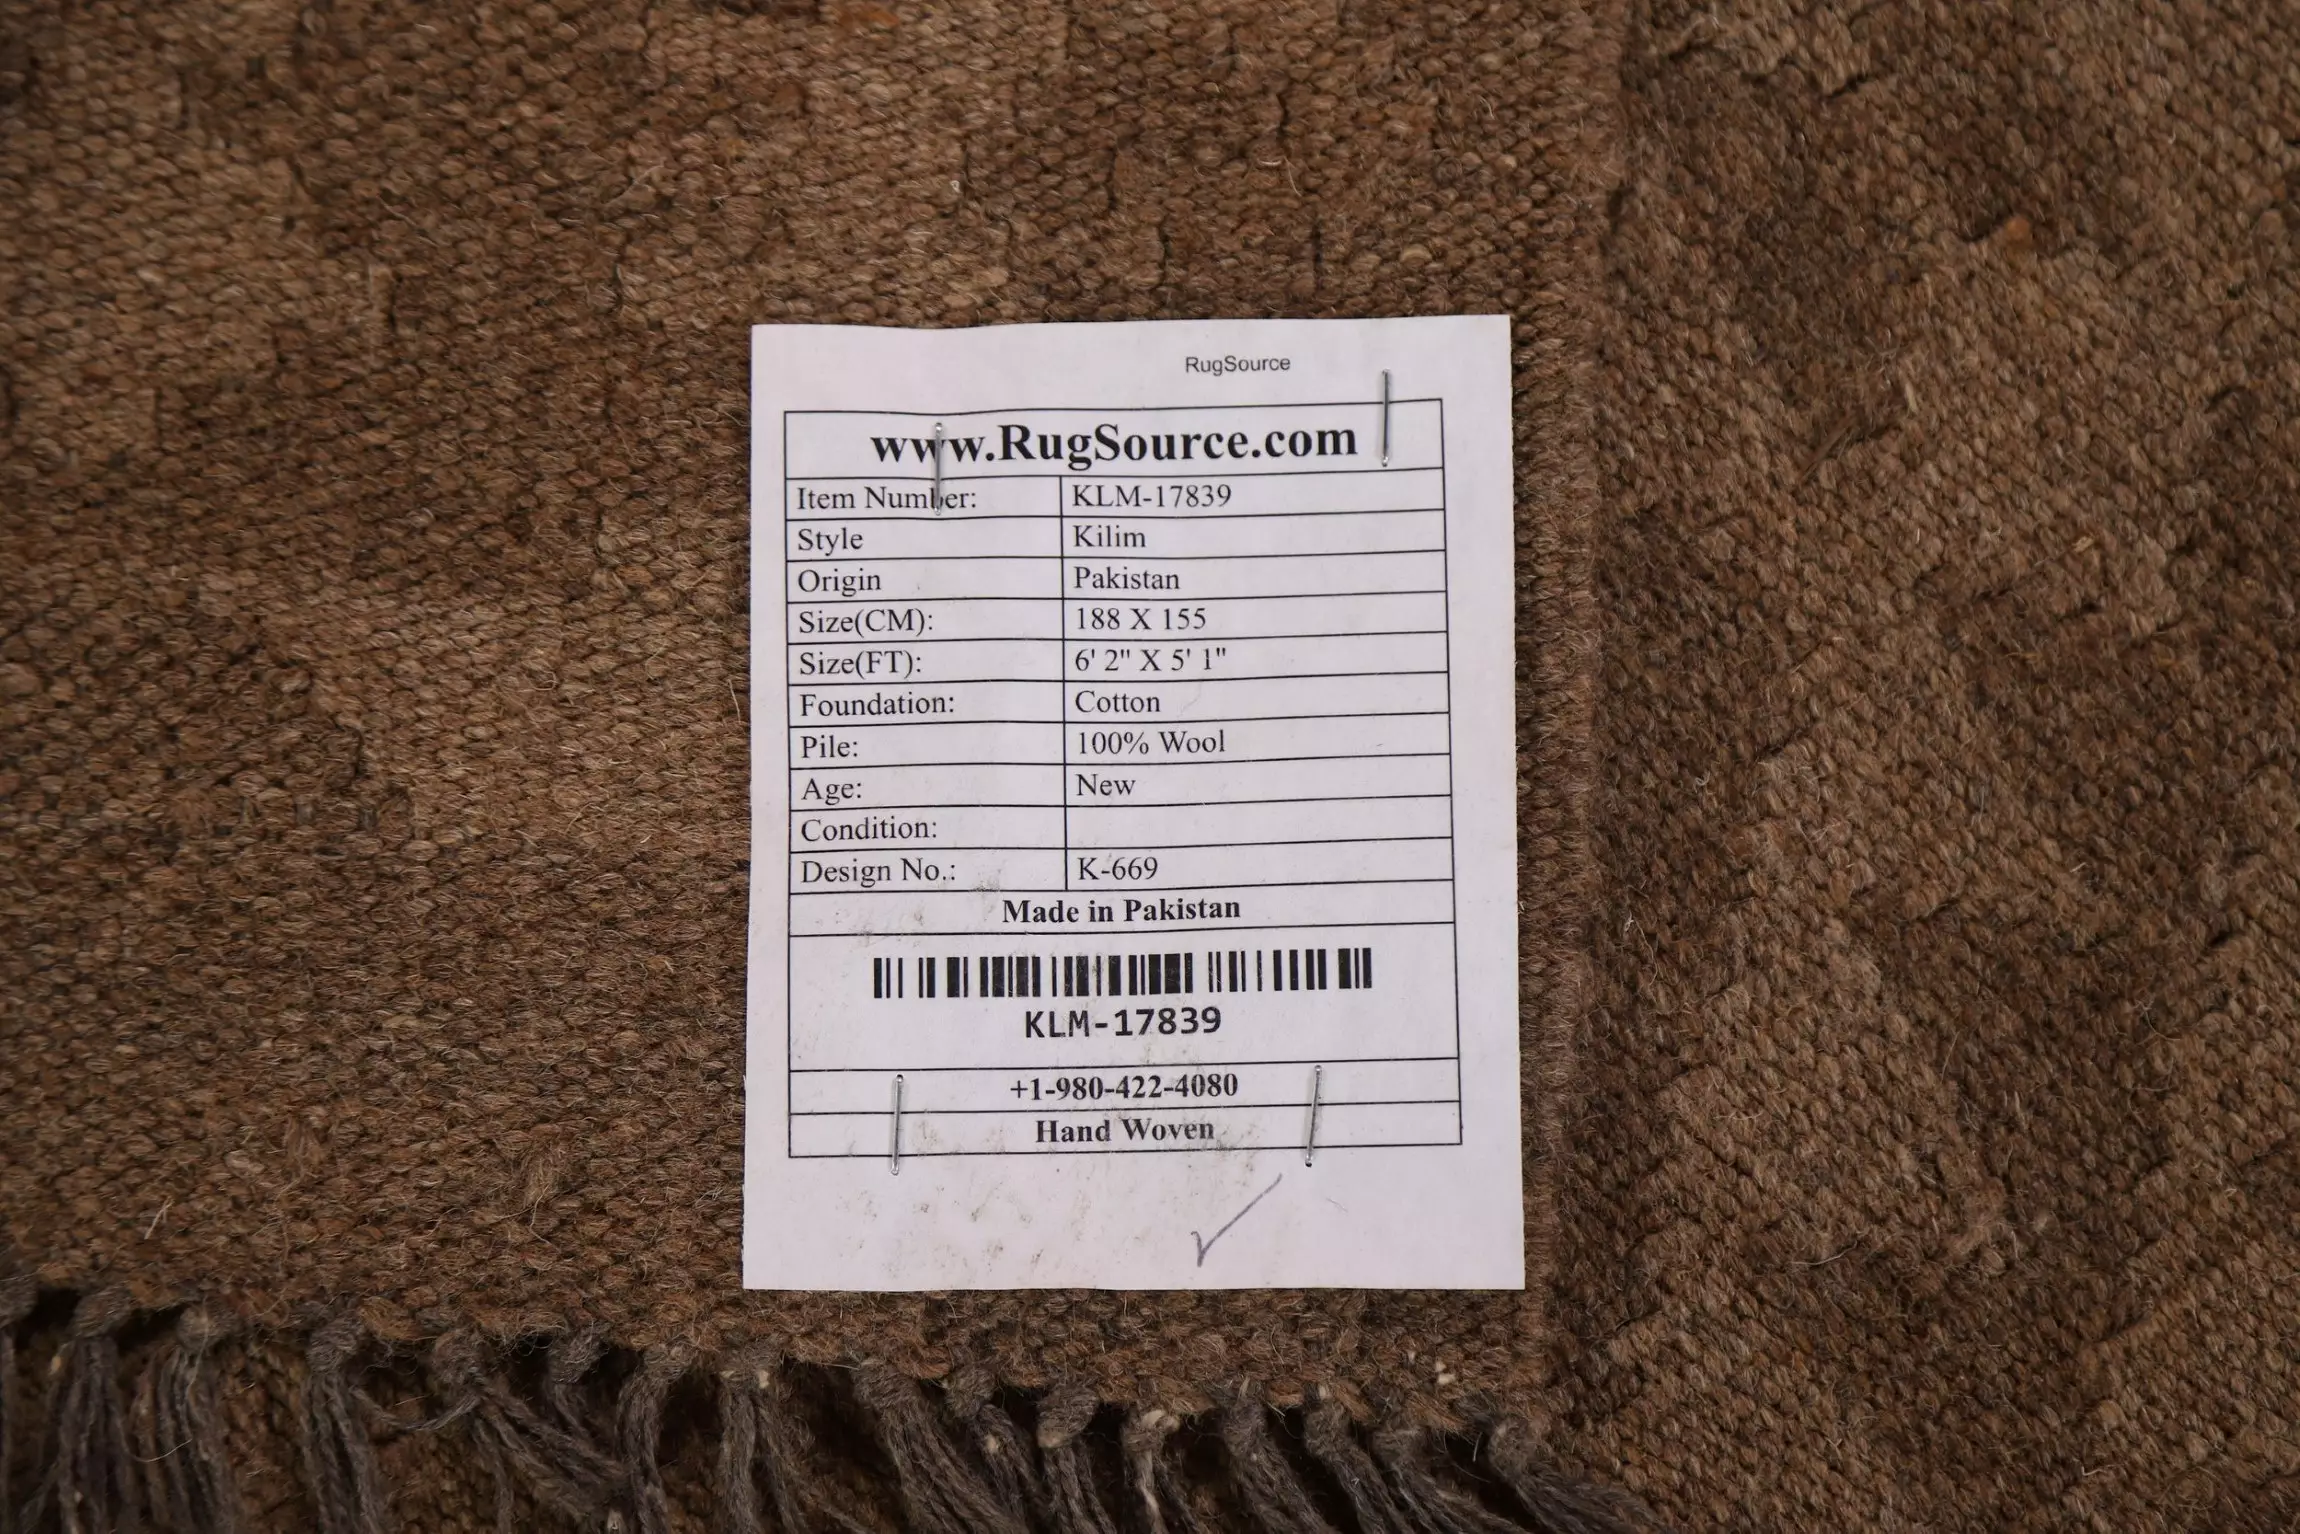 RugSource
www.RugSource.com
Item Number: KLM-17839
Style Kilim
Origin Pakistan
Size(CM): 188 X 155
Size(FT): 6' 2" X 5' 1"
Foundation: Cotton
Pile: 100% Wool
Age: New
Condition:
Design No.: K-669
Made in Pakistan
KLM-17839
+1-980-422-4080
Hand Woven